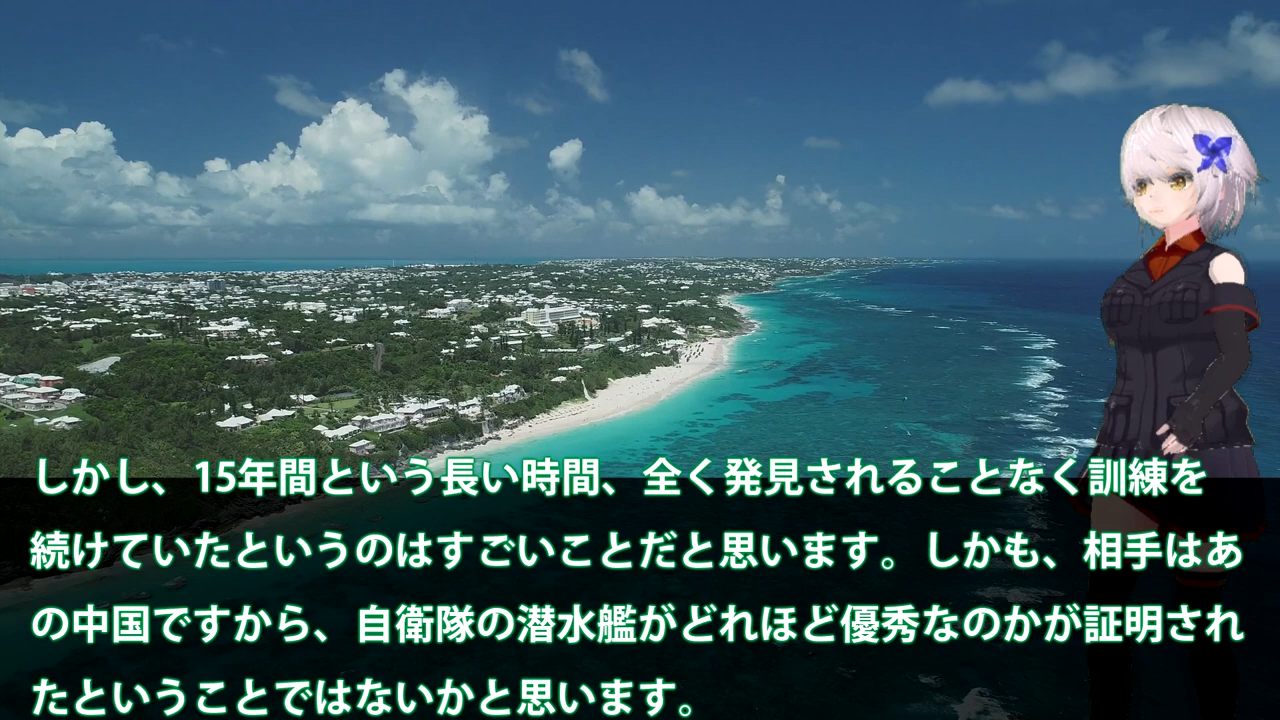 しかし、15年間という長い時間、全く発見されることなく訓練を
続けていたというのはすごいことだと思います。しかも、相手はあ
の中国ですから、自衛隊の潜水艦がどれほど優秀なのかが証明され
たということではないかと思います。